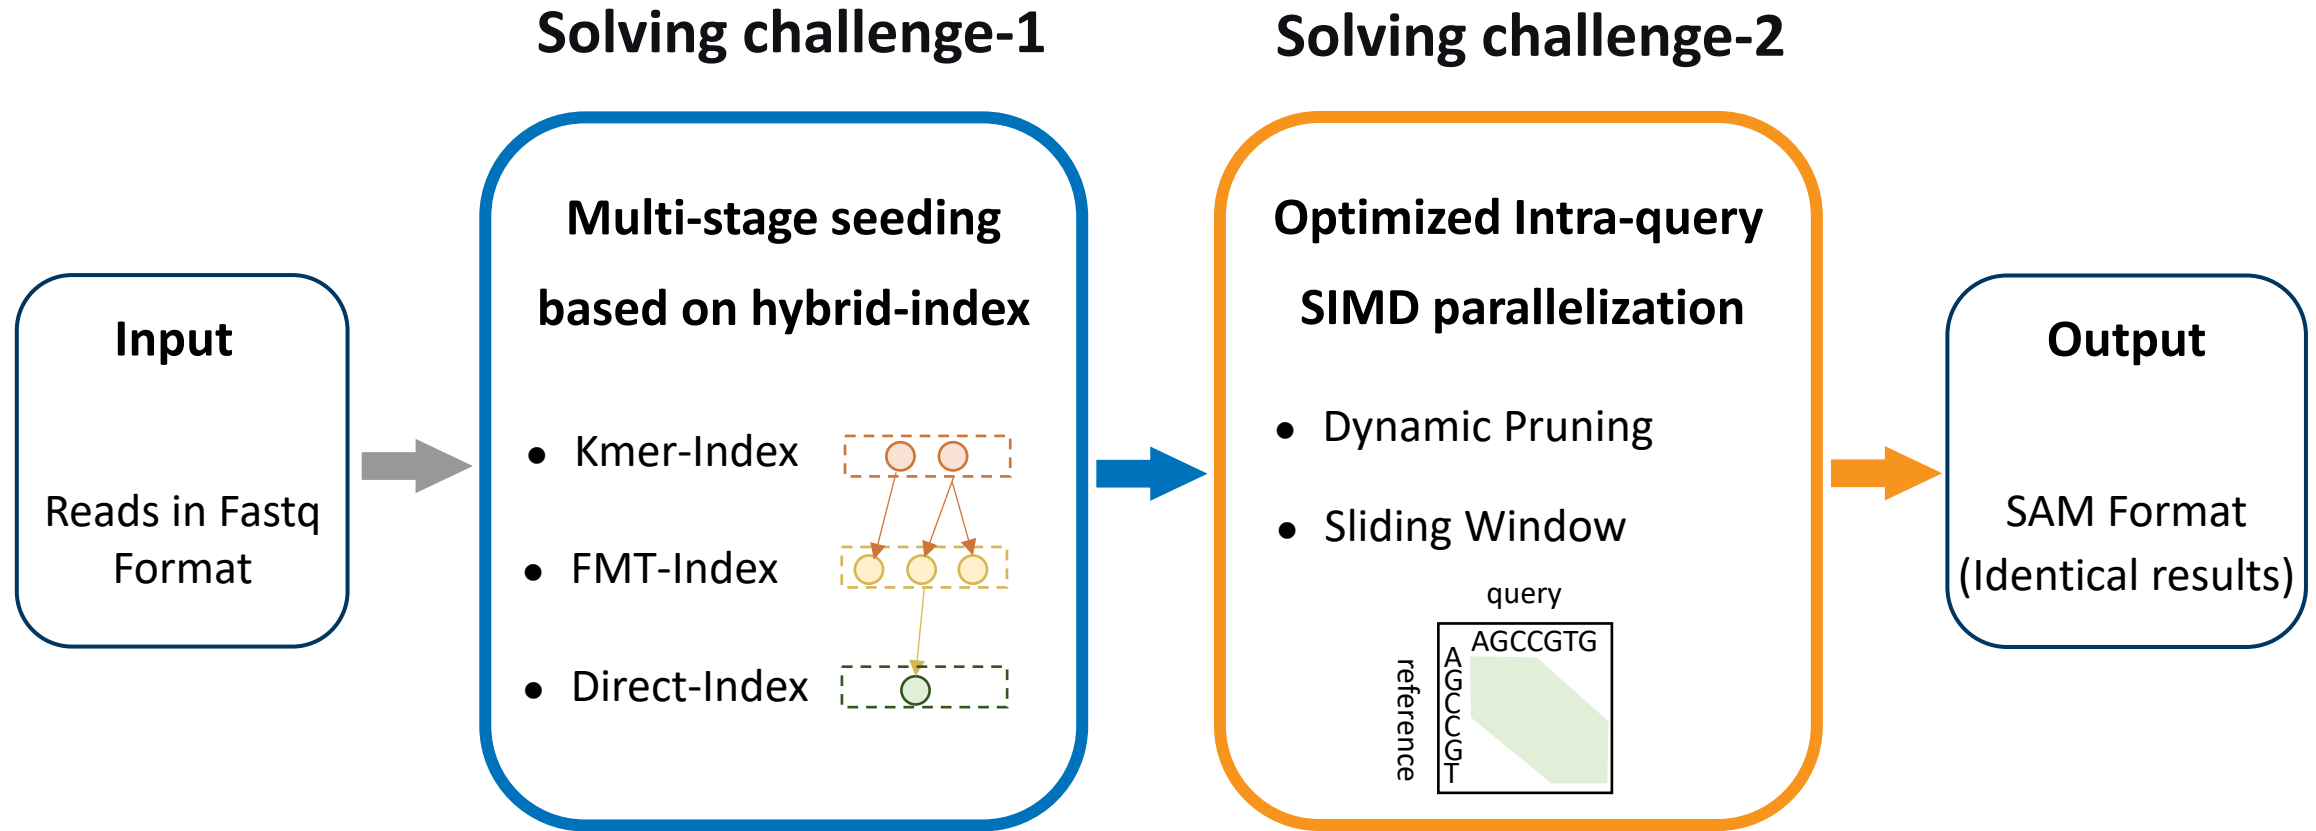 Solving challenge-1
Solving challenge-2
Input
Reads in Fastq
Format
Multi-stage seeding
based on hybrid-index
● Kmer-Index
● FMT-Index
● Direct-Index
Optimized Intra-query
SIMD parallelization
● Dynamic Pruning
● Sliding Window
query
AGCCGTG
reference
A
G
C
C
G
T
Output
SAM Format
(Identical results)